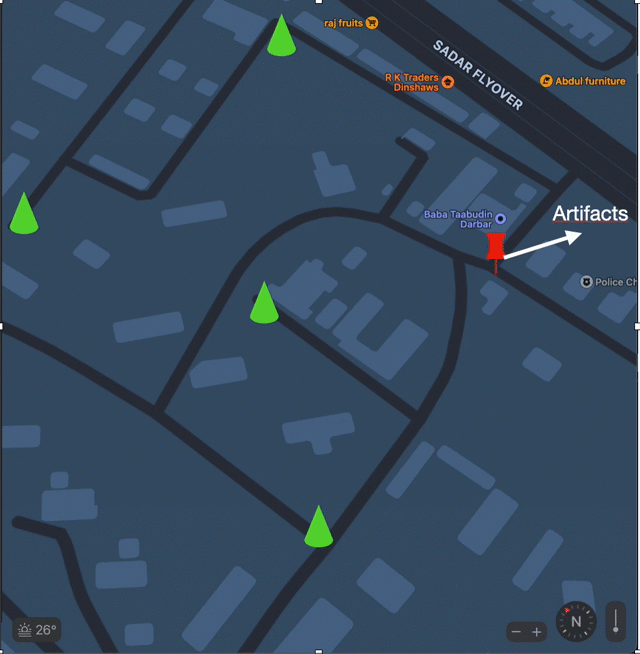 raj fruits
SADAR FLYOVER
R K Traders
Dinshaws
Abdul furniture
Baba Taabudin
Darbar
Artifacts
Police Ch
26°
N